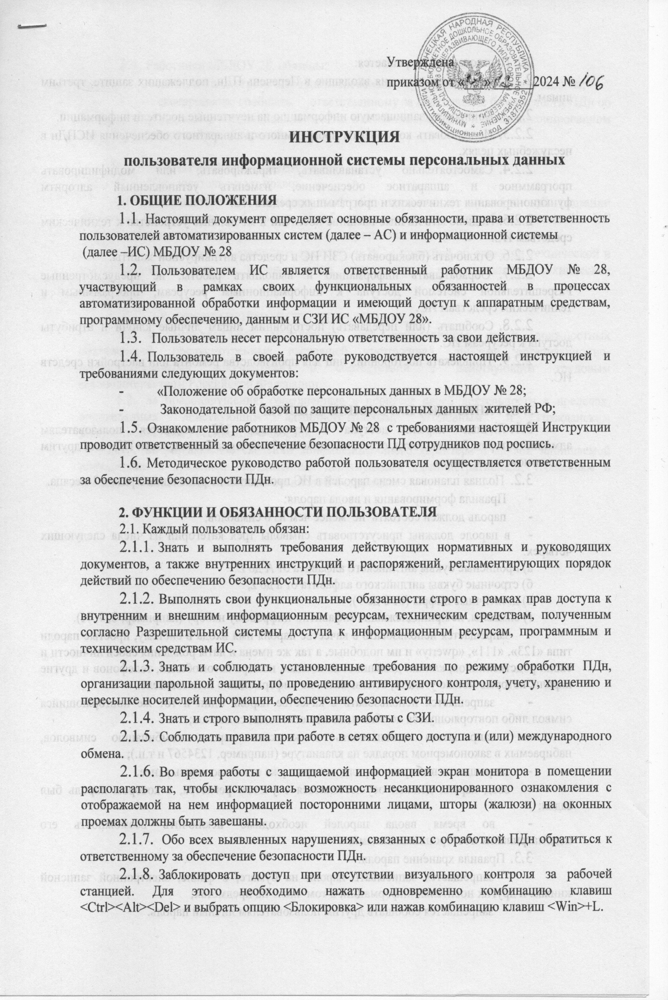 ДОНЕЦКАЯ НАРОДНАЯ РЕСПУБЛИКА
МУНИЦИПАЛЬНОЕ БЮДЖЕТНОЕ ДОШКОЛЬНОЕ ОБРАЗОВАТЕЛЬНОЕ УЧРЕЖДЕНИЕ
«ЯСЛИ-САД № 28 ОБЩЕРАЗВИВАЮЩЕГО ТИПА ГОРОДА МАКЕЕВКИ»
Идентификационный код 31875552
Утверждена
приказом от « » 2024 № 106
ИНСТРУКЦИЯ
пользователя информационной системы персональных данных
1. ОБЩИЕ ПОЛОЖЕНИЯ
1.1. Настоящий документ определяет основные обязанности, права и ответственность
пользователей автоматизированных систем (далее – АС) и информационной системы
(далее –ИС) МБДОУ № 28
1.2. Пользователем ИС является ответственный работник МБДОУ № 28,
участвующий в рамках своих функциональных обязанностей в процессах
автоматизированной обработки информации и имеющий доступ к аппаратным средствам,
программному обеспечению, данным и СЗИ ИС «МБДОУ 28».
1.3. Пользователь несет персональную ответственность за свои действия.
1.4. Пользователь в своей работе руководствуется настоящей инструкцией и
требованиями следующих документов:
- «Положение об обработке персональных данных в МБДОУ № 28;
- Законодательной базой по защите персональных данных жителей РФ;
1.5. Ознакомление работников МБДОУ № 28 с требованиями настоящей Инструкции
проводит ответственный за обеспечение безопасности ПД сотрудников под роспись.
1.6. Методическое руководство работой пользователя осуществляется ответственным
за обеспечение безопасности ПДн.
2. ФУНКЦИИ И ОБЯЗАННОСТИ ПОЛЬЗОВАТЕЛЯ
2.1. Каждый пользователь обязан:
2.1.1. Знать и выполнять требования действующих нормативных и руководящих
документов, а также внутренних инструкций и распоряжений, регламентирующих порядок
действий по обеспечению безопасности ПДн.
2.1.2. Выполнять свои функциональные обязанности строго в рамках прав доступа к
внутренним и внешним информационным ресурсам, техническим средствам, полученным
согласно Разрешительной системы доступа к информационным ресурсам, программным и
техническим средствам ИС.
2.1.3. Знать и соблюдать установленные требования по режиму обработки ПДн,
организации парольной защиты, по проведению антивирусного контроля, учету, хранению и
пересылке носителей информации, обеспечению безопасности ПДн.
2.1.4. Знать и строго выполнять правила работы с СЗИ.
2.1.5. Соблюдать правила при работе в сетях общего доступа и (или) международного
обмена.
2.1.6. Во время работы с защищаемой информацией экран монитора в помещении
располагать так, чтобы исключалась возможность несанкционированного ознакомления с
отображаемой на нем информацией посторонними лицами, шторы (жалюзи) на оконных
проемах должны быть завешаны.
2.1.7. Обо всех выявленных нарушениях, связанных с обработкой ПДн обратиться к
ответственному за обеспечение безопасности ПДн.
2.1.8. Заблокировать доступ при отсутствии визуального контроля за рабочей
станцией. Для этого необходимо нажать одновременно комбинацию клавиш
<Ctrl><Alt><Del> и выбрать опцию <Блокировка> или нажав комбинацию клавиш <Win>+L.